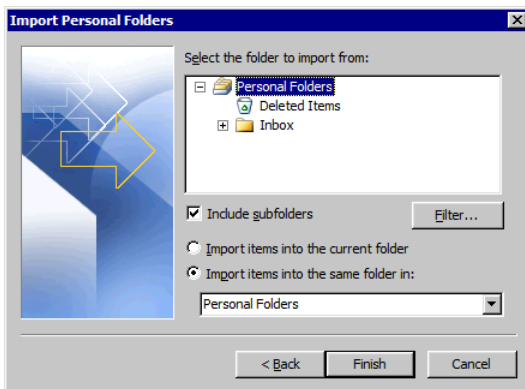 Import Personal Folders
Select the folder to import from:
Personal Folders
Deleted Items
Inbox
Include subfolders
Filter...
Import items into the current folder
Import items into the same folder in:
Personal Folders
< Back Finish Cancel